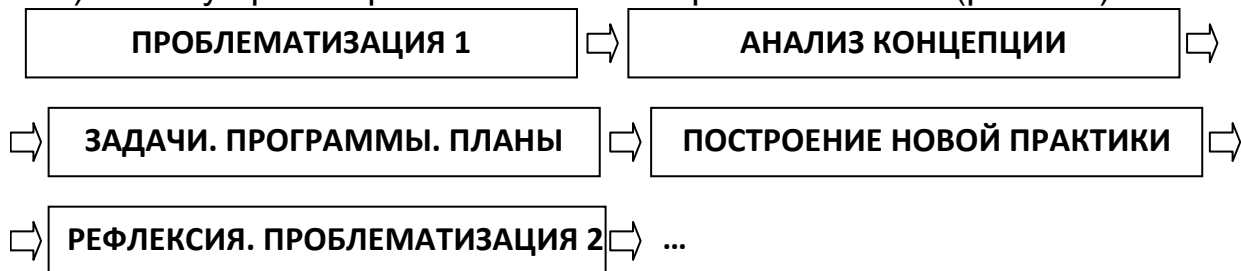 ПРОБЛЕМАТИЗАЦИЯ 1 АНАЛИЗ КОНЦЕПЦИИ
ЗАДАЧИ. ПРОГРАММЫ. ПЛАНЫ ПОСТРОЕНИЕ НОВОЙ ПРАКТИКИ
РЕФЛЕКСИЯ. ПРОБЛЕМАТИЗАЦИЯ 2 ...